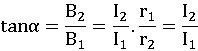 tanα = B₂/B₁ = I₂/I₁ . r₁/r₂ = I₂/I₁